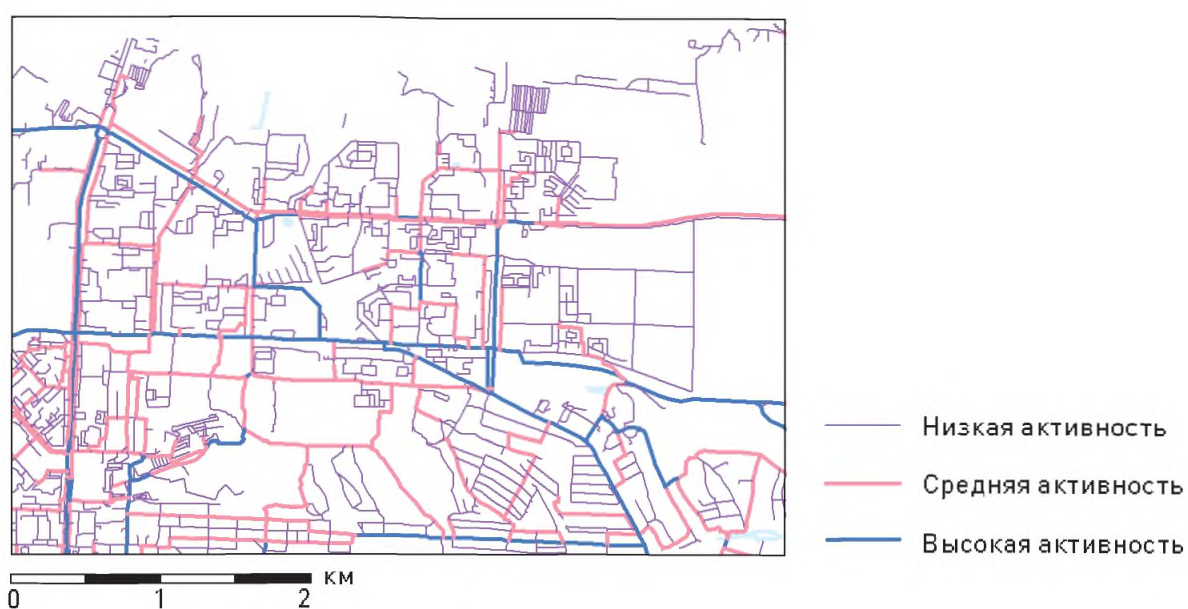 Низкая активность
Средняя активность
Высокая активность
км
0 1 2